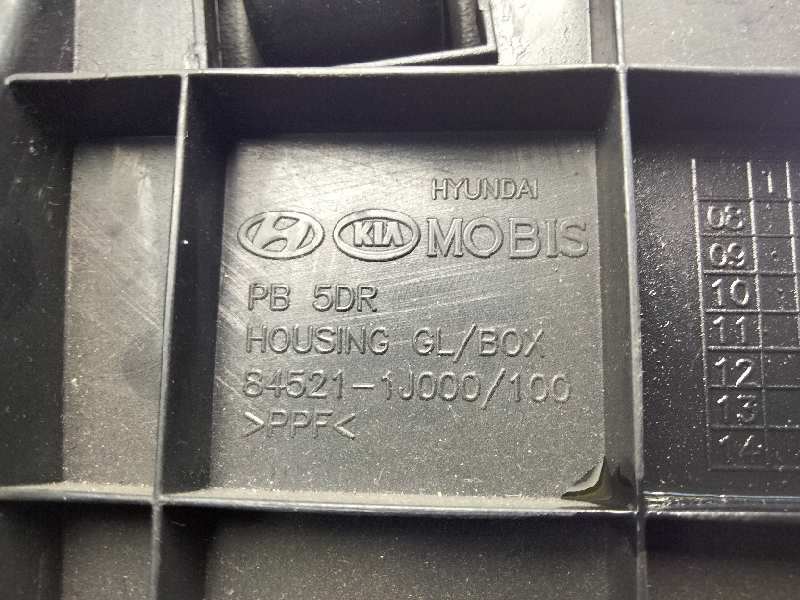 HYUNDAI
KIA MOBIS
PB 5DR
HOUSING GL/BOX
84521-1J000/100
>PPF<
1
08
09
10
11
12
13
14